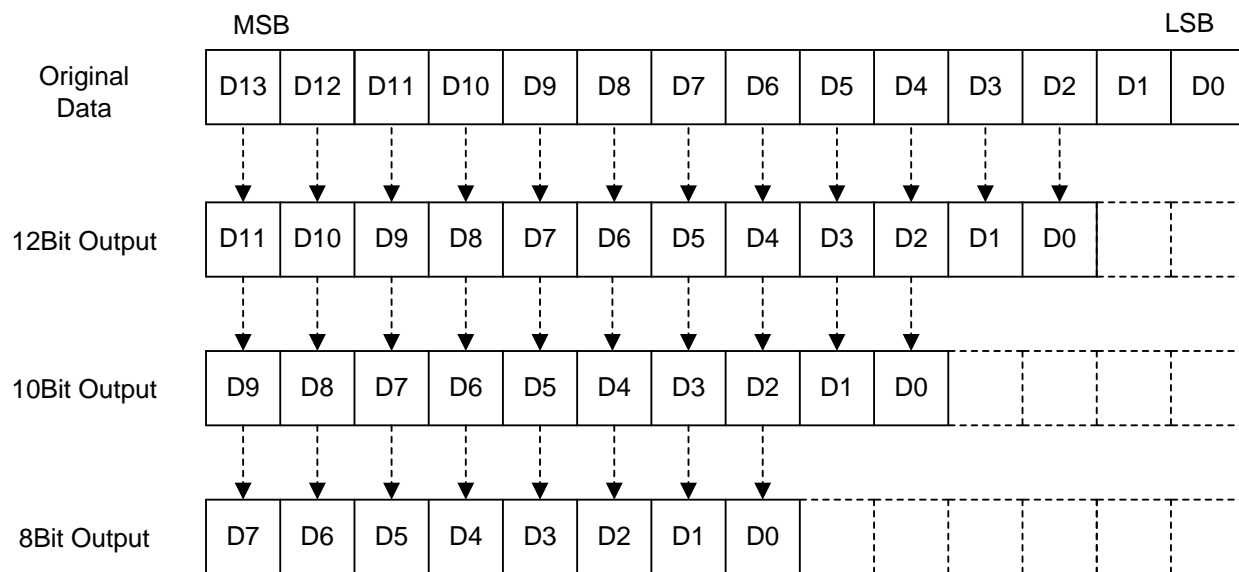 MSB LSB
Original
Data
D13 D12 D11 D10 D9 D8 D7 D6 D5 D4 D3 D2 D1 D0
12Bit Output D11 D10 D9 D8 D7 D6 D5 D4 D3 D2 D1 D0
10Bit Output D9 D8 D7 D6 D5 D4 D3 D2 D1 D0
8Bit Output D7 D6 D5 D4 D3 D2 D1 D0